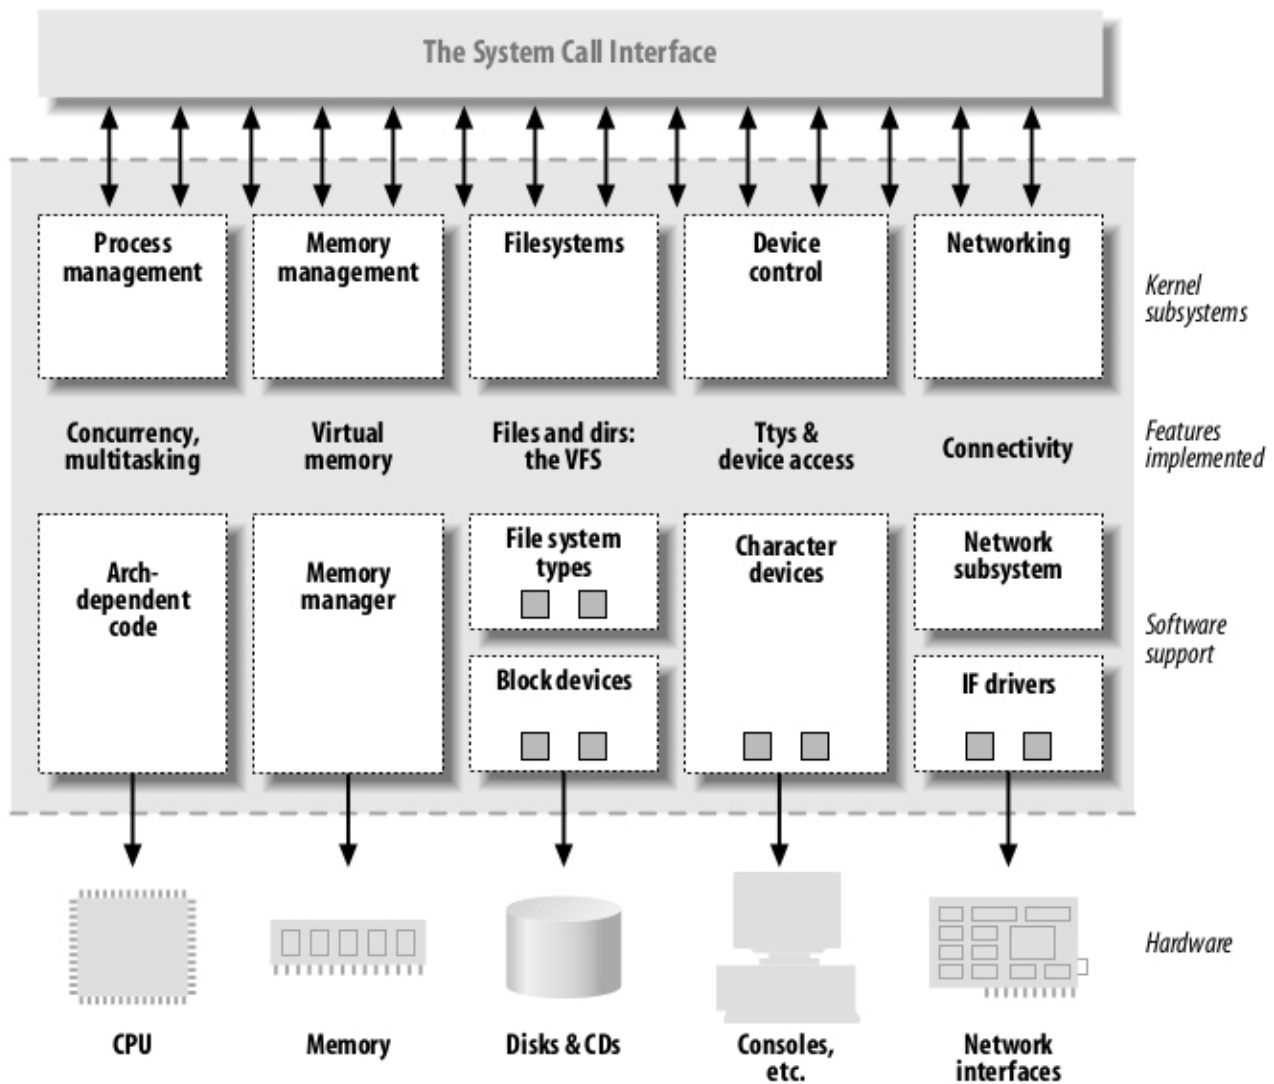 The System Call Interface
Process
management
Memory
management
Filesystems
Device
control
Networking
Kernel
subsystems
Concurrency,
multitasking
Virtual
memory
Files and dirs:
the VFS
Ttys &
device access
Connectivity
Features
implemented
Arch-
dependent
code
Memory
manager
File system
types
Block devices
Character
devices
Network
subsystem
IF drivers
Software
support
Hardware
CPU
Memory
Disks & CDs
Consoles,
etc.
Network
interfaces